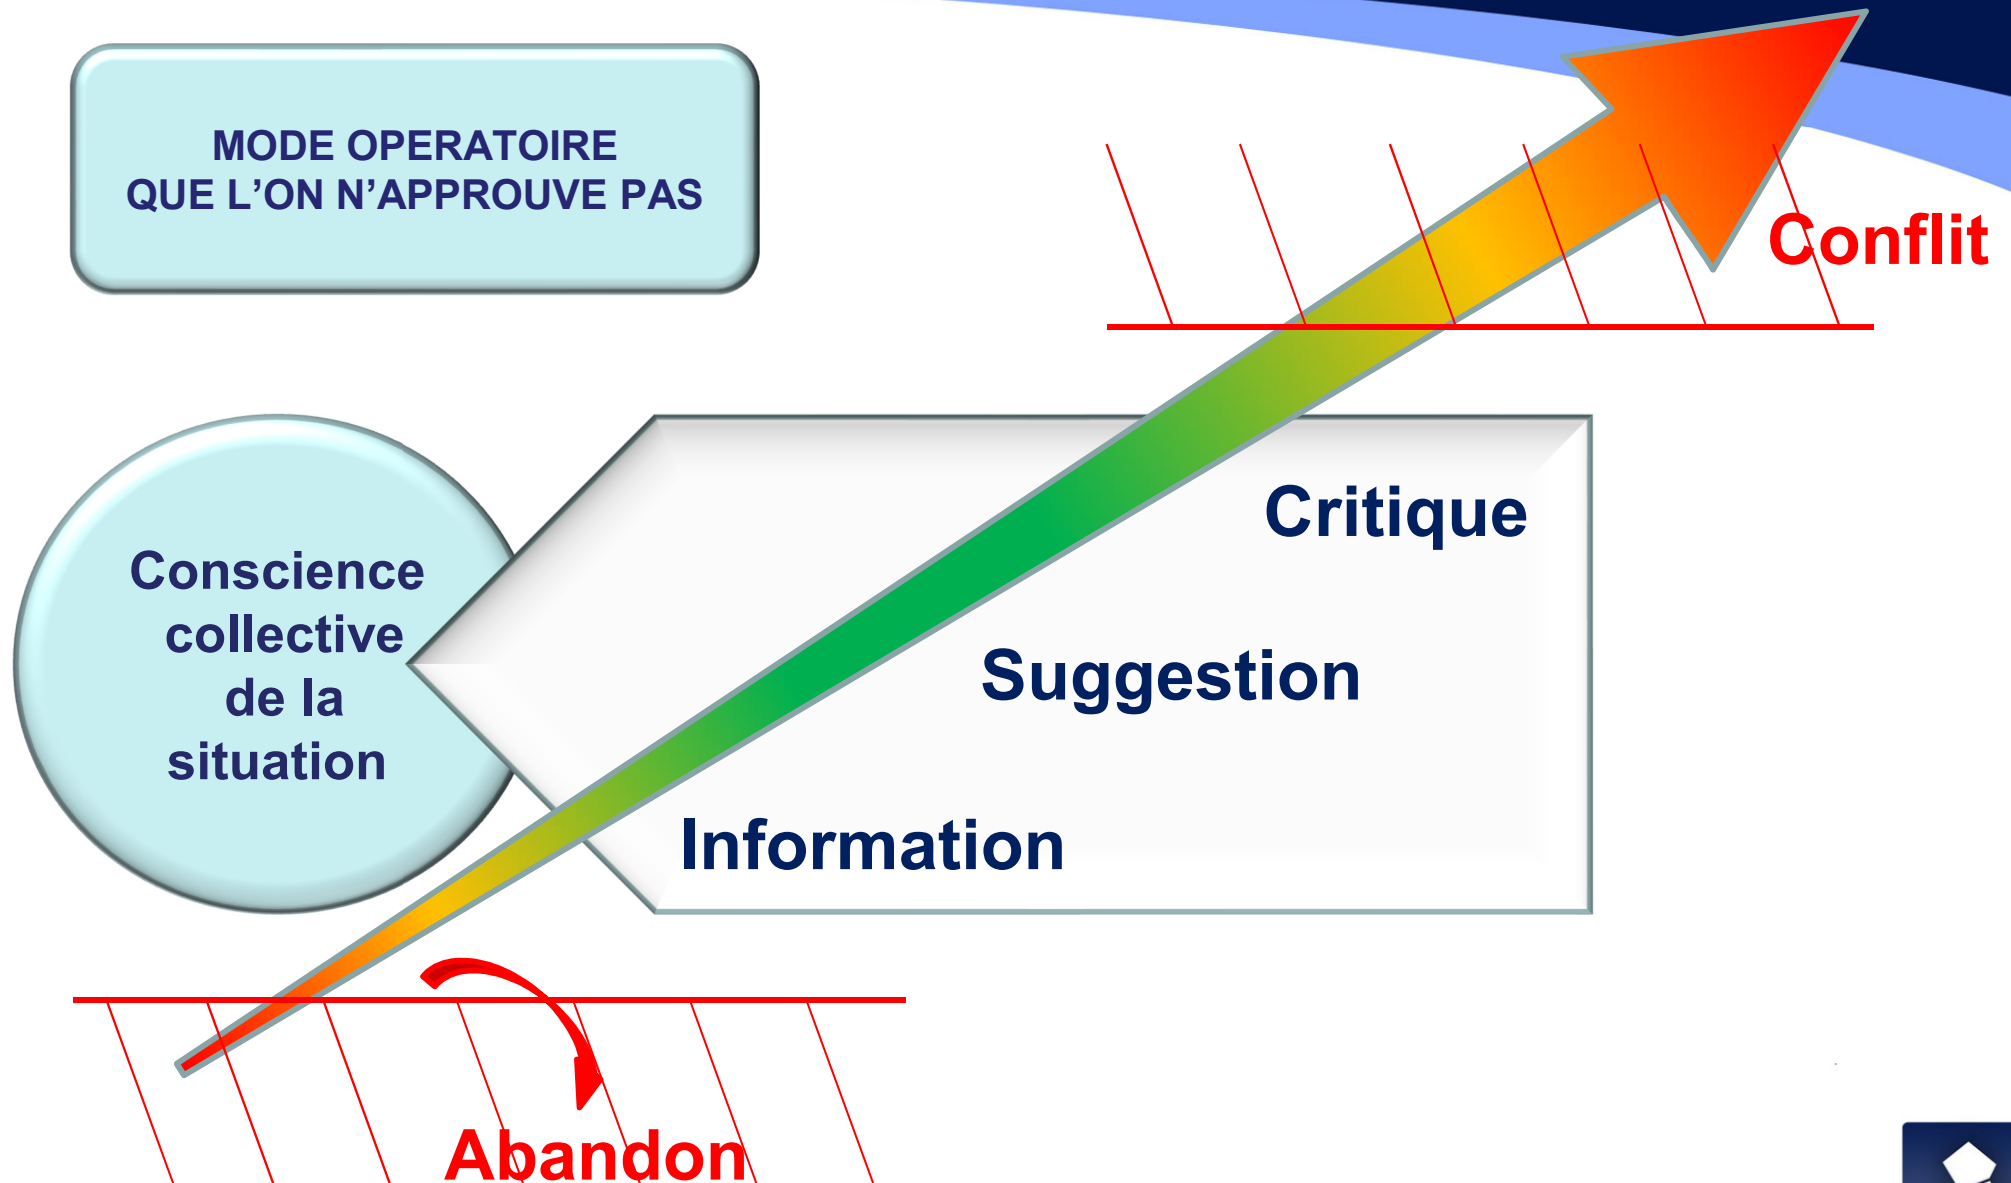 MODE OPERATOIRE
QUE L’ON N’APPROUVE PAS
Conflit
Critique
Conscience
collective
de la
situation
Suggestion
Information
Abandon